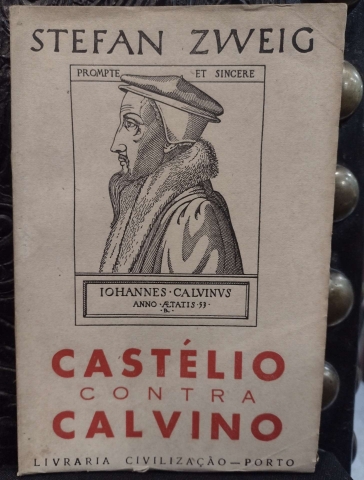 STEFAN ZWEIG
PROMPTE ET SINCERE
IOHANNES · CALVINVS
ANNO · ÆTATIS · 53 ·
CASTÉLIO
CONTRA
CALVINO
LIVRARIA CIVILIZAÇÃO — PORTO